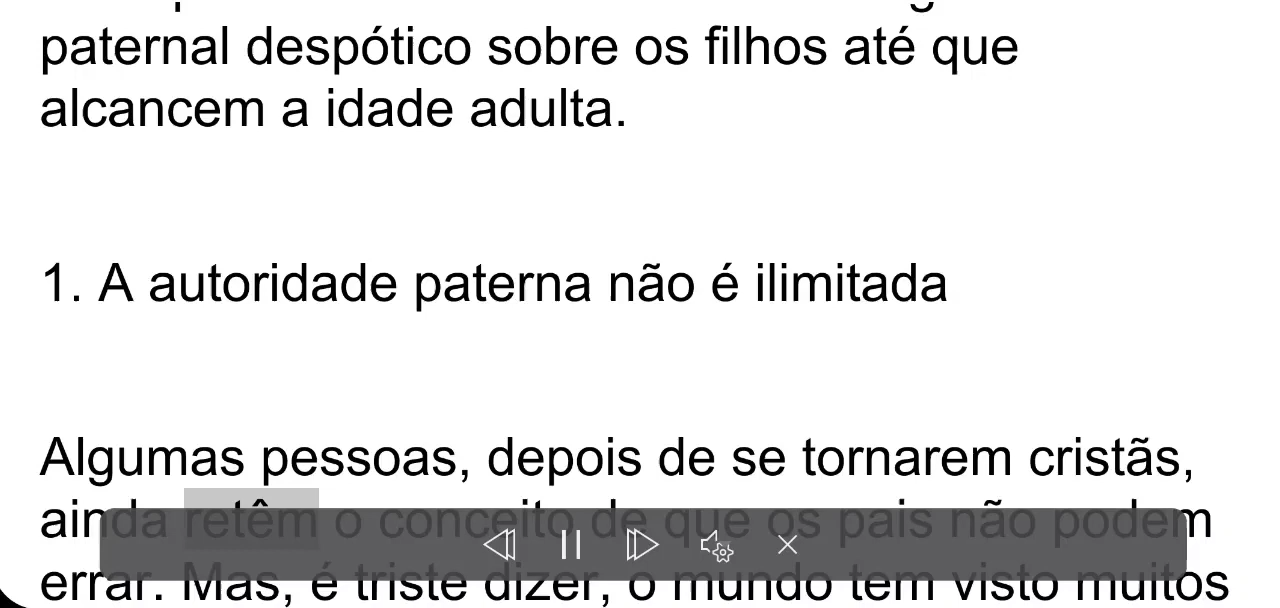 paternal despótico sobre os filhos até que
alcancem a idade adulta.
1. A autoridade paterna não é ilimitada
Algumas pessoas, depois de se tornarem cristãs,
ainda retêm o conceito de que os pais não podem
errar. Mas, é triste dizer, o mundo tem visto muitos